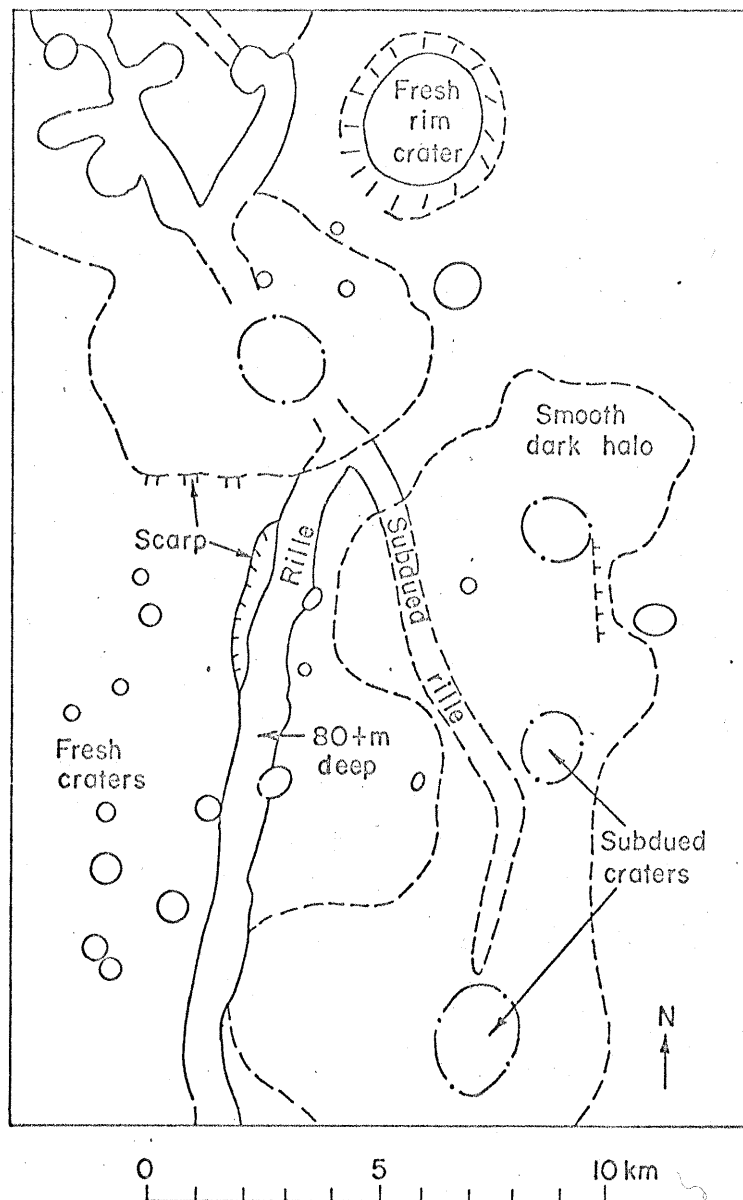 Fresh
rim
crater
Smooth
dark halo
Scarp
Rille
Subdued
rille
80+m
deep
Fresh
craters
Subdued
craters
N
0 5 10 km